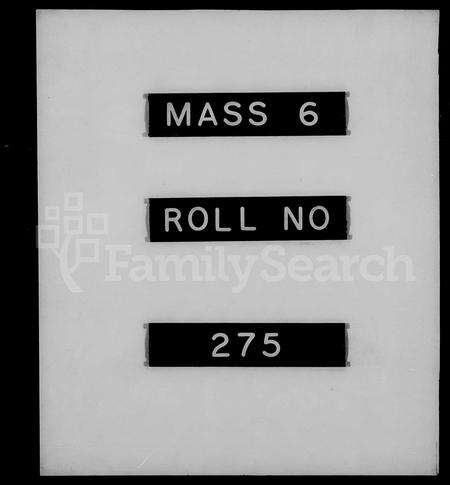 MASS 6
ROLL NO
FamilySearch
275